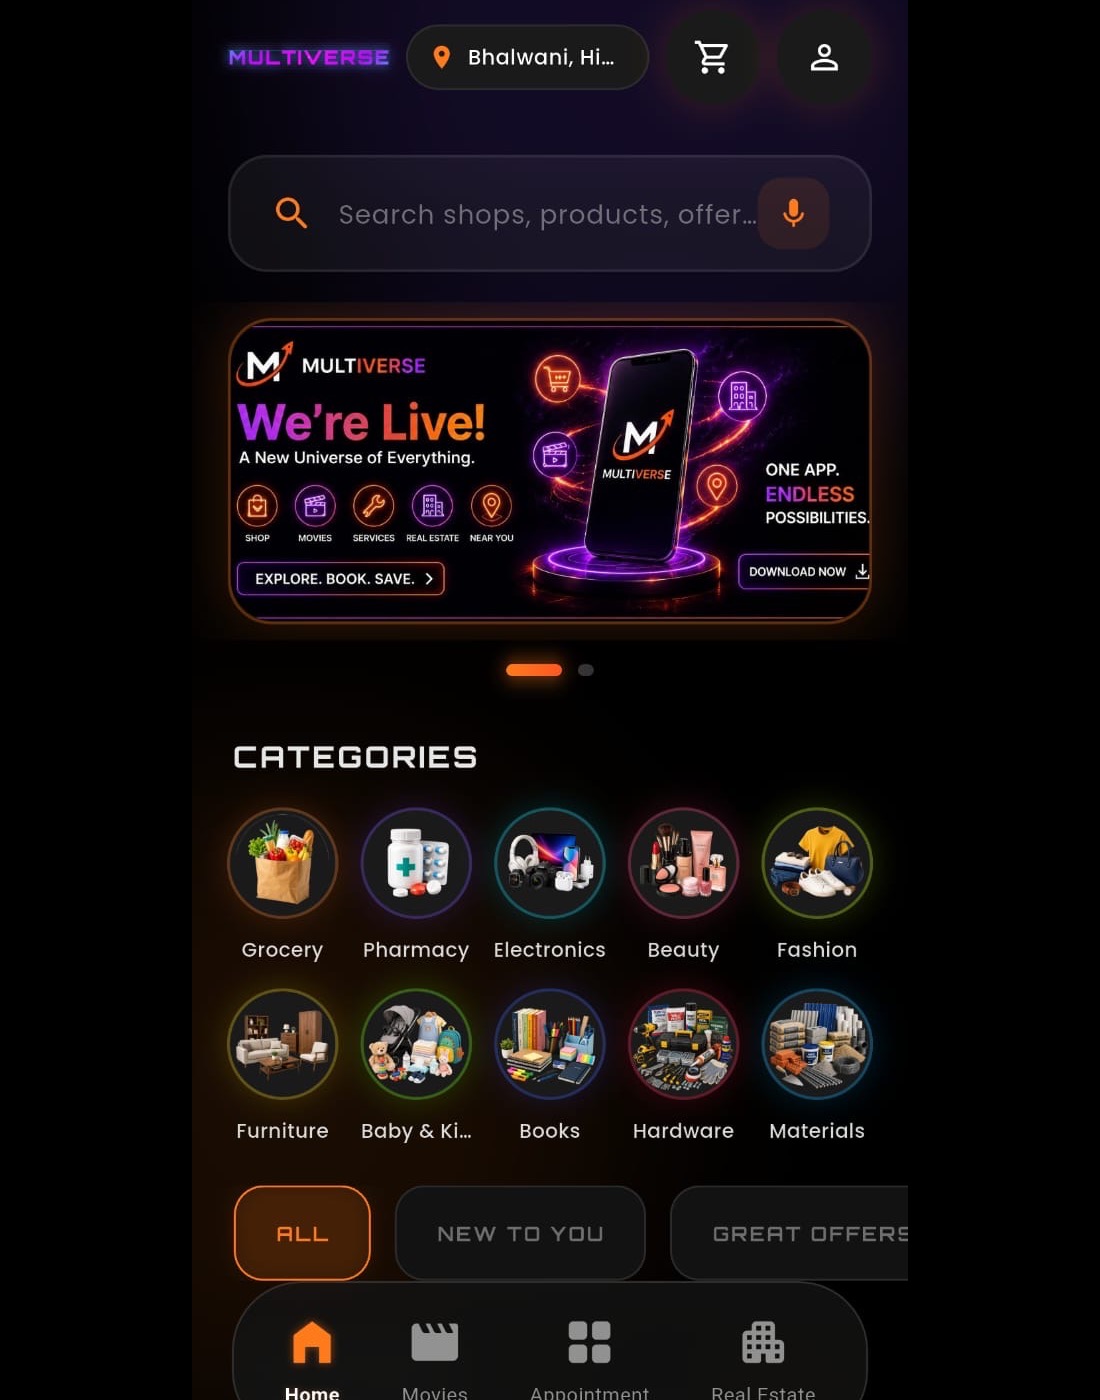 MULTIVERSE
Bhalwani, Hi...
Search shops, products, offer...
M MULTIVERSE
We're Live!
A New Universe of Everything.
SHOP MOVIES SERVICES REAL ESTATE NEAR YOU
EXPLORE. BOOK. SAVE. >
M
MULTIVERSE
ONE APP.
ENDLESS
POSSIBILITIES.
DOWNLOAD NOW
CATEGORIES
Grocery Pharmacy Electronics Beauty Fashion
Furniture Baby & Ki... Books Hardware Materials
ALL NEW TO YOU GREAT OFFERS
Home Movies Appointment Real Estate